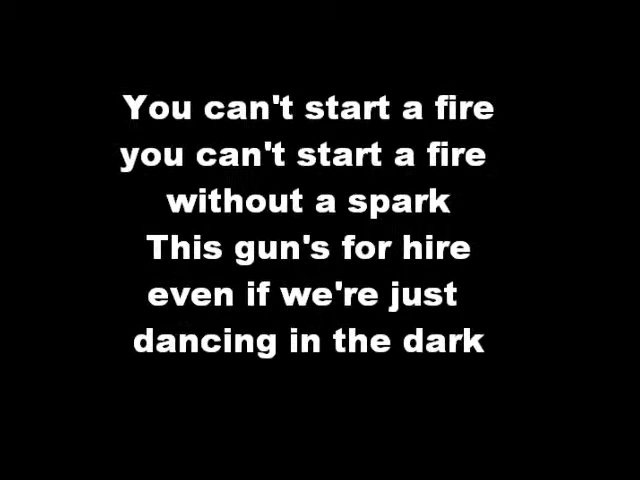 You can't start a fire
you can't start a fire
without a spark
This gun's for hire
even if we're just
dancing in the dark